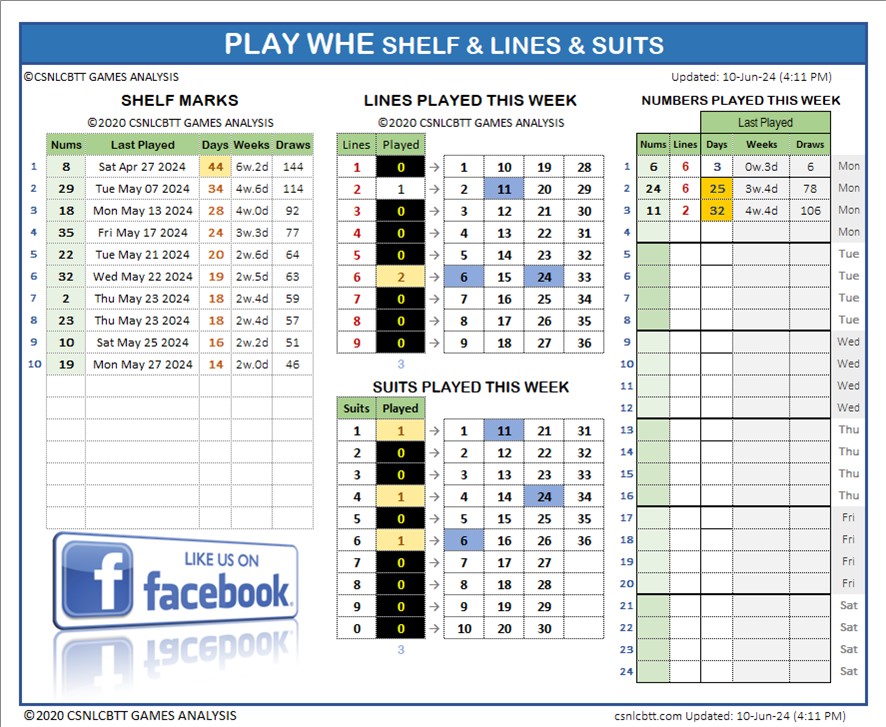 PLAY WHE SHELF & LINES & SUITS
©CSNLCBTT GAMES ANALYSIS
Updated: 10-Jun-24 (4:11 PM)
SHELF MARKS
©2020 CSNLCBTT GAMES ANALYSIS
Nums Last Played Days Weeks Draws
1 8 Sat Apr 27 2024 44 6w.2d 144
2 29 Tue May 07 2024 34 4w.6d 114
3 18 Mon May 13 2024 28 4w.0d 92
4 35 Fri May 17 2024 24 3w.3d 77
5 22 Tue May 21 2024 20 2w.6d 64
6 32 Wed May 22 2024 19 2w.5d 63
7 2 Thu May 23 2024 18 2w.4d 59
8 23 Thu May 23 2024 18 2w.4d 57
9 10 Sat May 25 2024 16 2w.2d 51
10 19 Mon May 27 2024 14 2w.0d 46
LIKE US ON
f facebook.
LINES PLAYED THIS WEEK
©2020 CSNLCBTT GAMES ANALYSIS
Lines Played
1 0 → 1 10 19 28
2 1 → 2 11 20 29
3 0 → 3 12 21 30
4 0 → 4 13 22 31
5 0 → 5 14 23 32
6 2 → 6 15 24 33
7 0 → 7 16 25 34
8 0 → 8 17 26 35
9 0 → 9 18 27 36
3
SUITS PLAYED THIS WEEK
Suits Played
1 1 → 1 11 21 31
2 0 → 2 12 22 32
3 0 → 3 13 23 33
4 1 → 4 14 24 34
5 0 → 5 15 25 35
6 1 → 6 16 26 36
7 0 → 7 17 27
8 0 → 8 18 28
9 0 → 9 19 29
0 0 → 10 20 30
3
NUMBERS PLAYED THIS WEEK
Last Played
Nums Lines Days Weeks Draws
1 6 6 3 0w.3d 6 Mon
2 24 6 25 3w.4d 78 Mon
3 11 2 32 4w.4d 106 Mon
4 Mon
5 Tue
6 Tue
7 Tue
8 Tue
9 Wed
10 Wed
11 Wed
12 Wed
13 Thu
14 Thu
15 Thu
16 Thu
17 Fri
18 Fri
19 Fri
20 Fri
21 Sat
22 Sat
23 Sat
24 Sat
©2020 CSNLCBTT GAMES ANALYSIS
csnlcbtt.com Updated: 10-Jun-24 (4:11 PM)